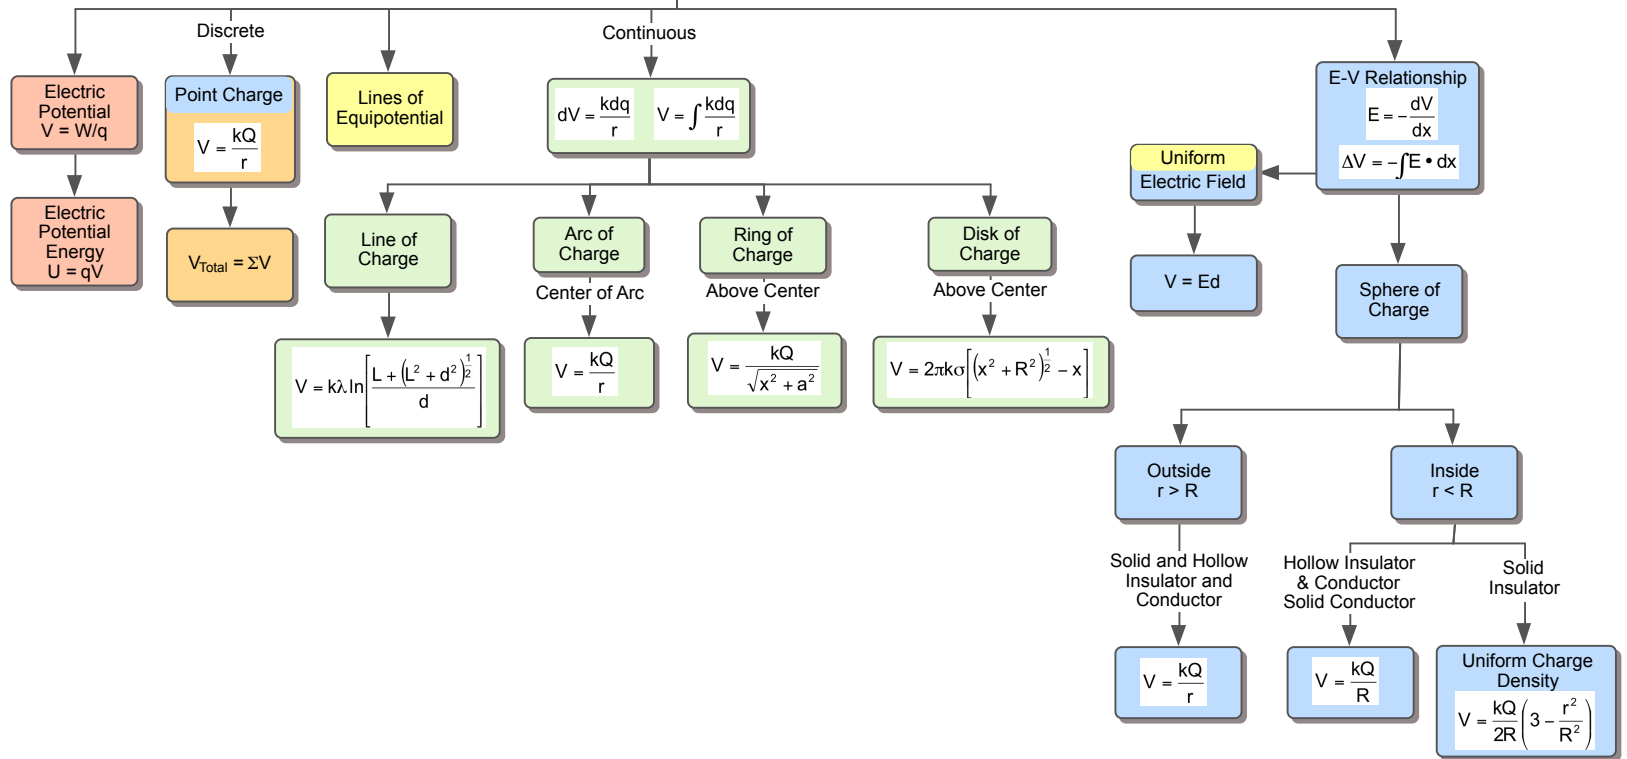 Discrete
Continuous
Electric
Potential
V = W/q
Point Charge
V = kQ/r
Lines of
Equipotential
dV = kdq/r V = ∫ kdq/r
E-V Relationship
E = − dV/dx
ΔV = −∫E • dx
Uniform
Electric Field
Electric
Potential
Energy
U = qV
V_Total = ΣV
Line of
Charge
Arc of
Charge
Center of Arc
Ring of
Charge
Above Center
Disk of
Charge
Above Center
V = Ed
Sphere of
Charge
V = kλln[(L + (L² + d²)^(1/2))/d]
V = kQ/r
V = kQ/√(x² + a²)
V = 2πkσ[(x² + R²)^(1/2) − x]
Outside
r > R
Inside
r < R
Solid and Hollow
Insulator and
Conductor
Hollow Insulator
& Conductor
Solid Conductor
Solid
Insulator
V = kQ/r
V = kQ/R
Uniform Charge
Density
V = kQ/2R (3 − r²/R²)